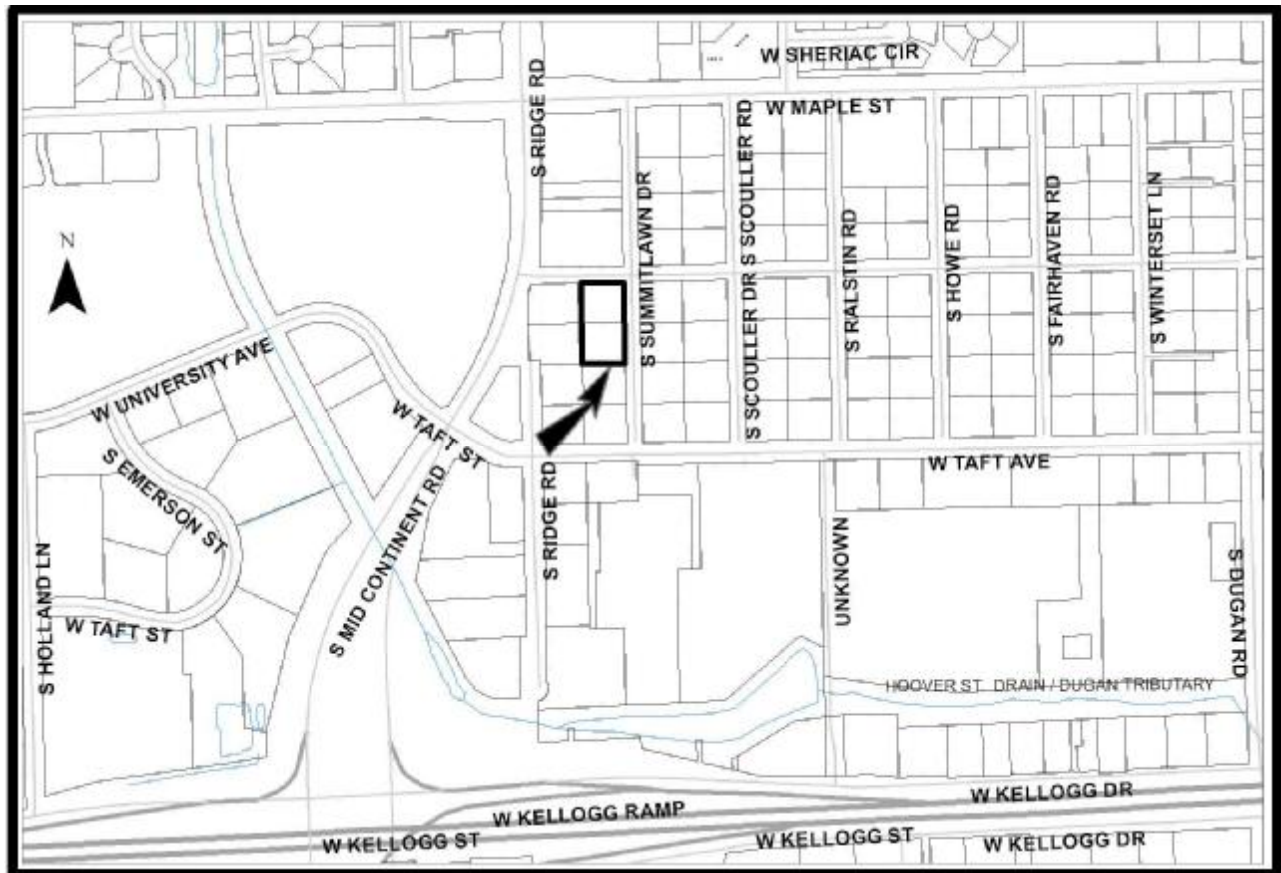 W SHERIAC CIR
W MAPLE ST
S RIDGE RD
S SUMMITLAWN DR
S SCOULLER RD
S SCOULLER DR
S RALSTIN RD
S HOWE RD
S FAIRHAVEN RD
S WINTERSET LN
N
W UNIVERSITY AVE
W TAFT ST
S EMERSON ST
W TAFT AVE
S MID CONTINENT RD
S RIDGE RD
UNKNOWN
S DUGAN RD
S HOLLAND LN
W TAFT ST
HOOVER ST. DRAIN / DUGAN TRIBUTARY
W KELLOGG DR
W KELLOGG RAMP
W KELLOGG ST
W KELLOGG ST
W KELLOGG DR